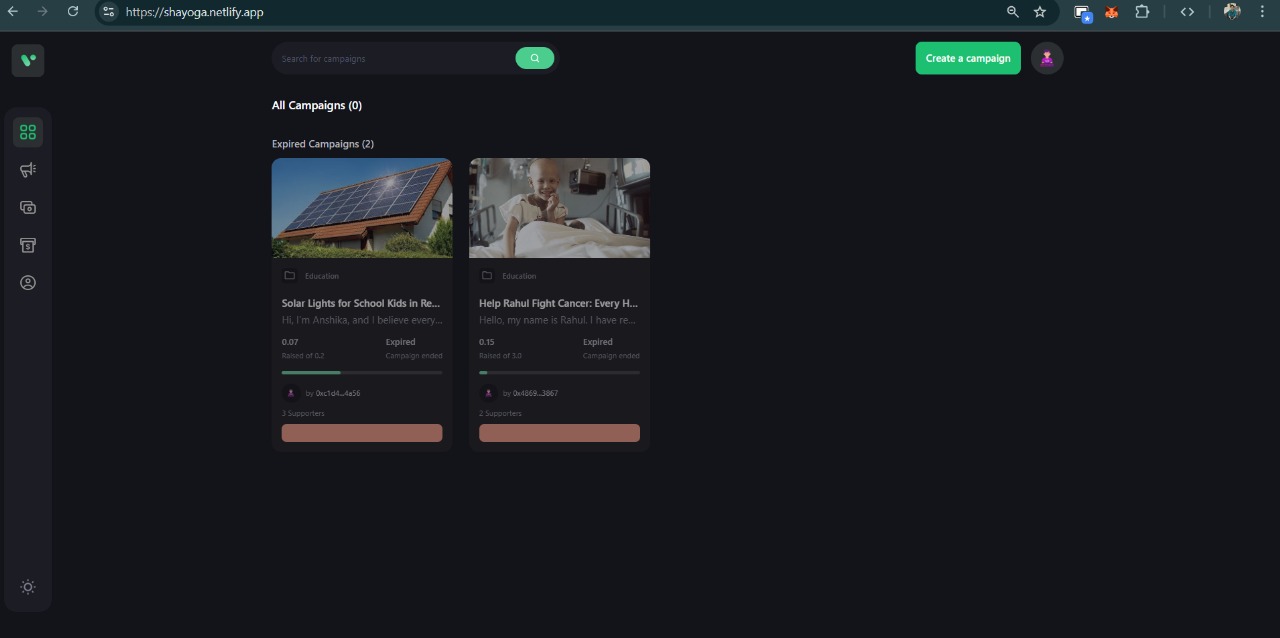 https://shayoga.netlify.app
Search for campaigns
Create a campaign
All Campaigns (0)
Expired Campaigns (2)
Education
Solar Lights for School Kids in Re...
Hi, I'm Anshika, and I believe every...
0.07
Expired
Raised of 0.2
Campaign ended
by 0xc1d4...4a56
3 Supporters
Education
Help Rahul Fight Cancer: Every H...
Hello, my name is Rahul. I have re...
0.15
Expired
Raised of 3.0
Campaign ended
by 0x4869...3867
2 Supporters